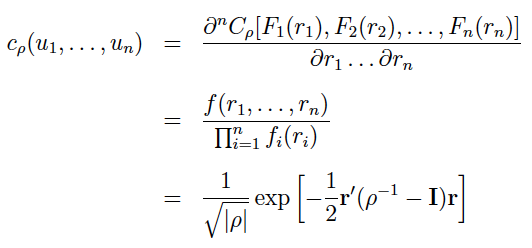 c_ρ(u_1, . . . , u_n) = ∂^n C_ρ[F_1(r_1), F_2(r_2), . . . , F_n(r_n)] / ∂r_1 . . . ∂r_n
= f(r_1, . . . , r_n) / ∏_{i=1}^n f_i(r_i)
= 1 / √|ρ| exp [ −1/2 r′(ρ^{−1} − I)r ]